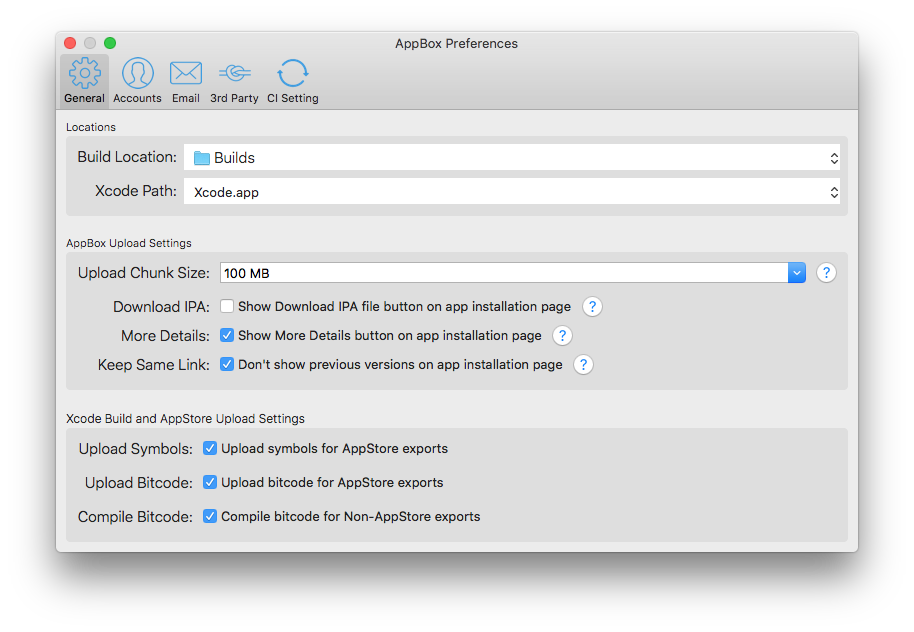 AppBox Preferences
General Accounts Email 3rd Party CI Setting
Locations
Build Location: Builds
Xcode Path: Xcode.app
AppBox Upload Settings
Upload Chunk Size: 100 MB ?
Download IPA: Show Download IPA file button on app installation page ?
More Details: Show More Details button on app installation page ?
Keep Same Link: Don't show previous versions on app installation page ?
Xcode Build and AppStore Upload Settings
Upload Symbols: Upload symbols for AppStore exports
Upload Bitcode: Upload bitcode for AppStore exports
Compile Bitcode: Compile bitcode for Non-AppStore exports